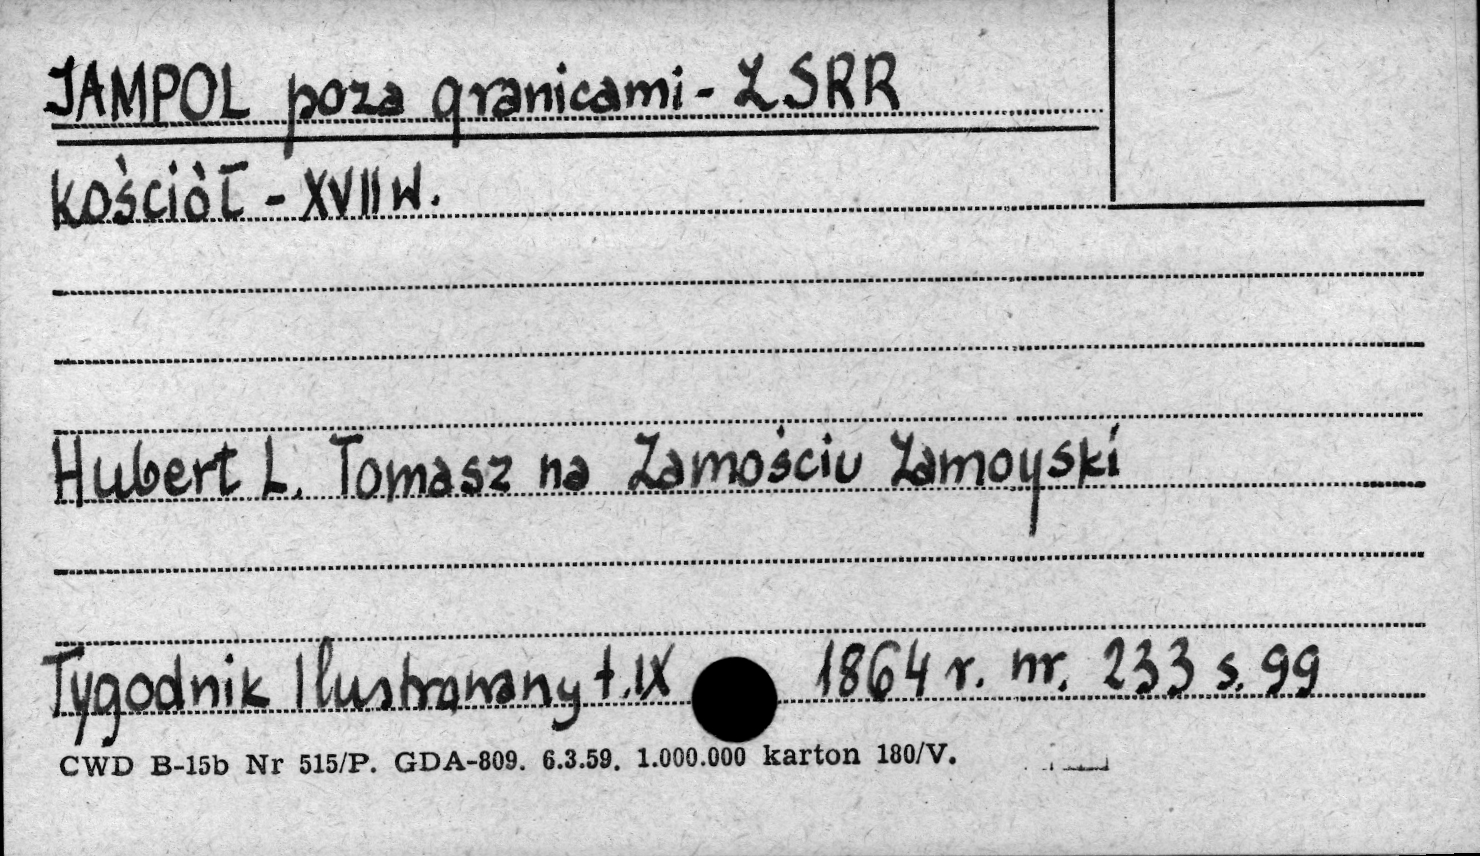 JAMPOL poza granicami - ZSRR
kościół - XVII w.
Hubert L. Tomasz na Zamościu Zamoyski
Tygodnik Ilustrowany t. IX 1864 r. nr. 233 s. 99
CWD B-15b Nr 515/P. GDA-809. 6.3.59. 1.000.000 karton 180/V.